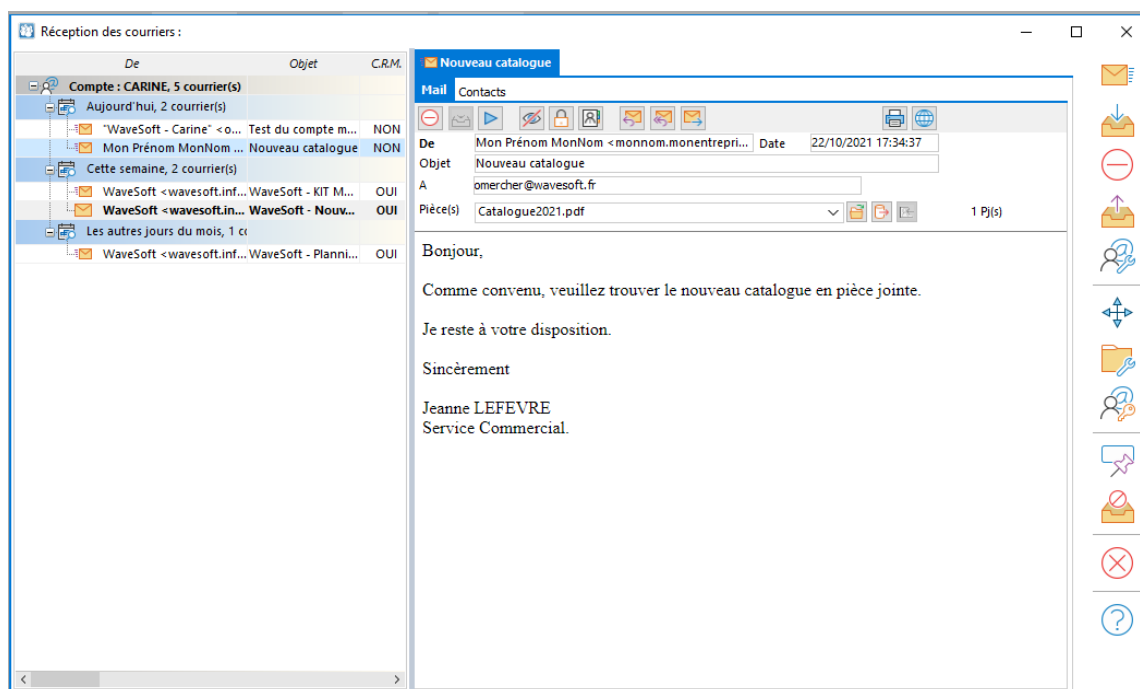 Réception des courriers :
De Objet C.R.M.
Compte : CARINE, 5 courrier(s)
Aujourd'hui, 2 courrier(s)
"WaveSoft - Carine" <o... Test du compte m... NON
Mon Prénom MonNom ... Nouveau catalogue NON
Cette semaine, 2 courrier(s)
WaveSoft <wavesoft.inf... WaveSoft - KIT M... OUI
WaveSoft <wavesoft.in... WaveSoft - Nouv... OUI
Les autres jours du mois, 1 co
WaveSoft <wavesoft.inf... WaveSoft - Planni... OUI
Nouveau catalogue
Mail Contacts
De Mon Prénom MonNom <monnom.monentrepri... Date 22/10/2021 17:34:37
Objet Nouveau catalogue
A omercher@wavesoft.fr
Pièce(s) Catalogue2021.pdf 1 Pj(s)
Bonjour,
Comme convenu, veuillez trouver le nouveau catalogue en pièce jointe.
Je reste à votre disposition.
Sincèrement
Jeanne LEFEVRE
Service Commercial.